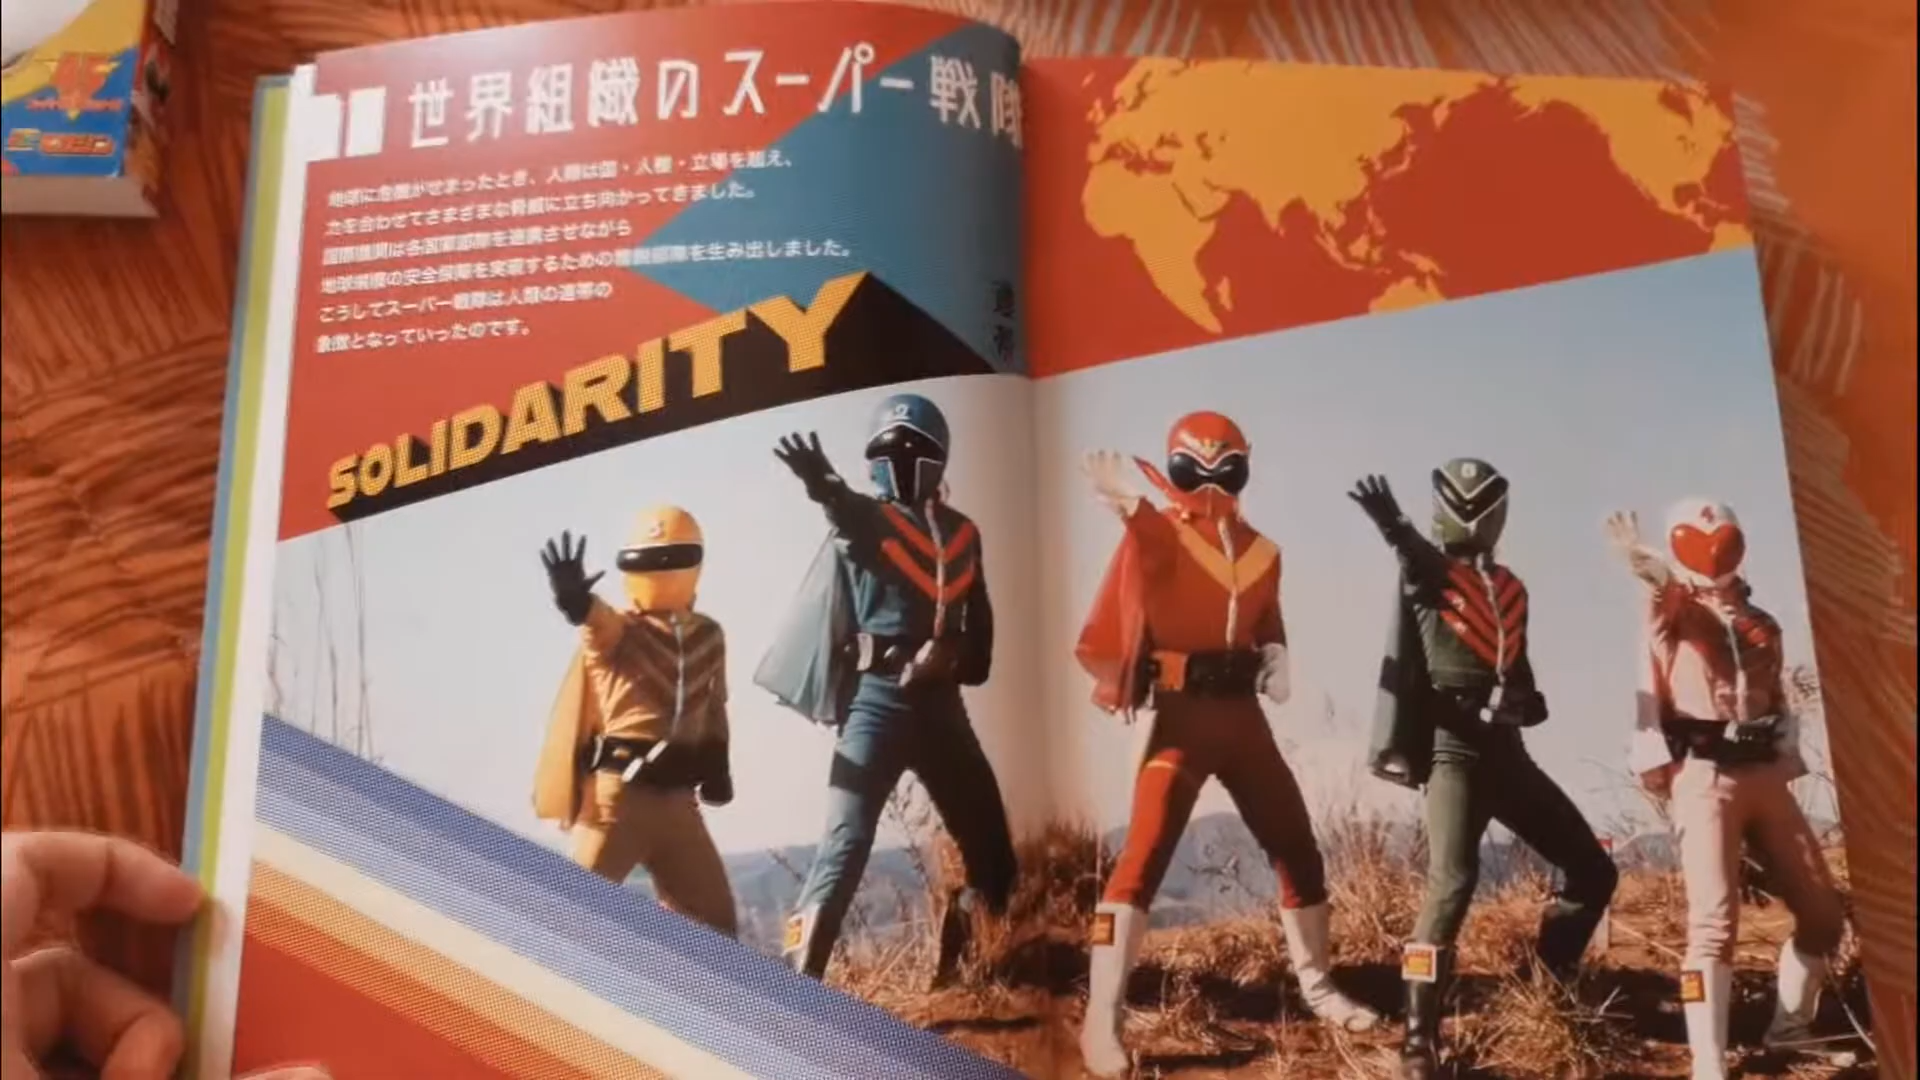 世界組織のスーパー戦隊
地球に危機がせまったとき、人類は国・人種・立場を超え、
力を合わせてさまざまな脅威に立ち向かってきました。
国際機関は各国軍部隊を連携させながら
地球規模の安全保障を実現するための精鋭部隊を生み出しました。
こうしてスーパー戦隊は人類の連帯の
象徴となっていったのです。
連帯
SOLIDARITY
3
2
4
45